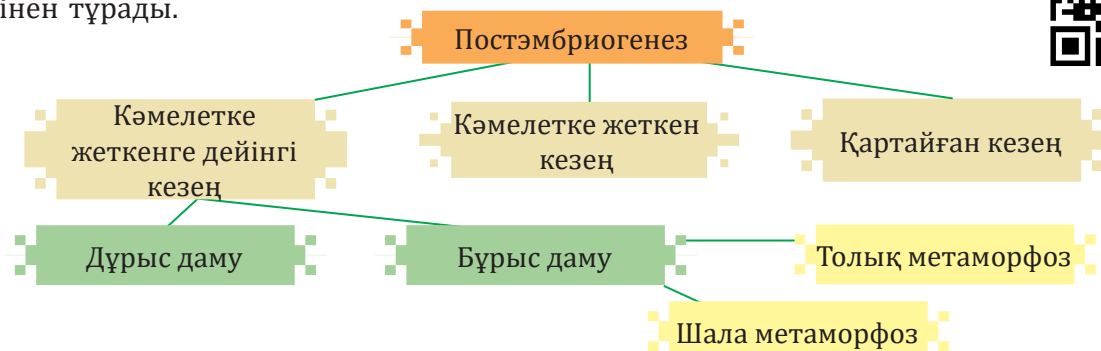 інен тұрады.
Постэмбриогенез
Кәмелетке
жеткенге дейінгі
кезең
Кәмелетке жеткен
кезең
Қартайған кезең
Дұрыс даму
Бұрыс даму
Толық метаморфоз
Шала метаморфоз